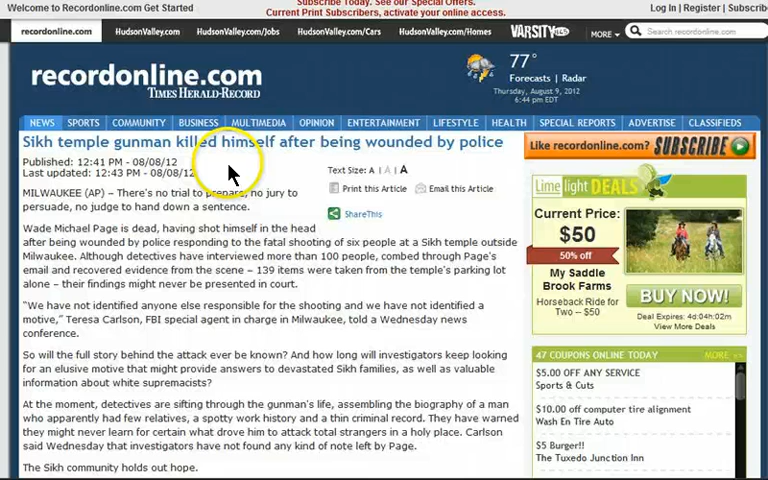 Welcome to Recordonline.com Get Started
Subscribe Today. See our Special Offers.
Current Print Subscribers, activate your online access.
Log In | Register | Subscrib
recordonline.com
HudsonValley.com
HudsonValley.com/Jobs
HudsonValley.com/Cars
HudsonValley.com/Homes
VARSITY845
MORE
Search recordonline.com
recordonline.com
TIMES HERALD-RECORD
77°
Forecasts | Radar
Thursday, August 9, 2012
6:44 pm EDT
NEWS SPORTS COMMUNITY BUSINESS MULTIMEDIA OPINION ENTERTAINMENT LIFESTYLE HEALTH SPECIAL REPORTS ADVERTISE CLASSIFIEDS
Sikh temple gunman killed himself after being wounded by police
Published: 12:41 PM - 08/08/12
Last updated: 12:43 PM - 08/08/12
Text Size: A | A | A
Print this Article
Email this Article
ShareThis
MILWAUKEE (AP) – There's no trial to prepare, no jury to
persuade, no judge to hand down a sentence.
Wade Michael Page is dead, having shot himself in the head
after being wounded by police responding to the fatal shooting of six people at a Sikh temple outside
Milwaukee. Although detectives have interviewed more than 100 people, combed through Page's
email and recovered evidence from the scene – 139 items were taken from the temple's parking lot
alone – their findings might never be presented in court.
"We have not identified anyone else responsible for the shooting and we have not identified a
motive," Teresa Carlson, FBI special agent in charge in Milwaukee, told a Wednesday news
conference.
So will the full story behind the attack ever be known? And how long will investigators keep looking
for an elusive motive that might provide answers to devastated Sikh families, as well as valuable
information about white supremacists?
At the moment, detectives are sifting through the gunman's life, assembling the biography of a man
who apparently had few relatives, a spotty work history and a thin criminal record. They have warned
they might never learn for certain what drove him to attack total strangers in a holy place. Carlson
said Wednesday that investigators have not found any kind of note left by Page.
The Sikh community holds out hope.
Like recordonline.com? SUBSCRIBE
Lime light DEALS
Current Price:
$50
50% off
My Saddle
Brook Farms
Horseback Ride for
Two -- $50
BUY NOW!
Deal Expires: 4d:04h:02m
View More Deals
47 COUPONS ONLINE TODAY
MORE
$5.00 OFF ANY SERVICE
Sports & Cuts
$10.00 off computer tire alignment
Wash En Tire Auto
$5 Burger!!
The Tuxedo Junction Inn